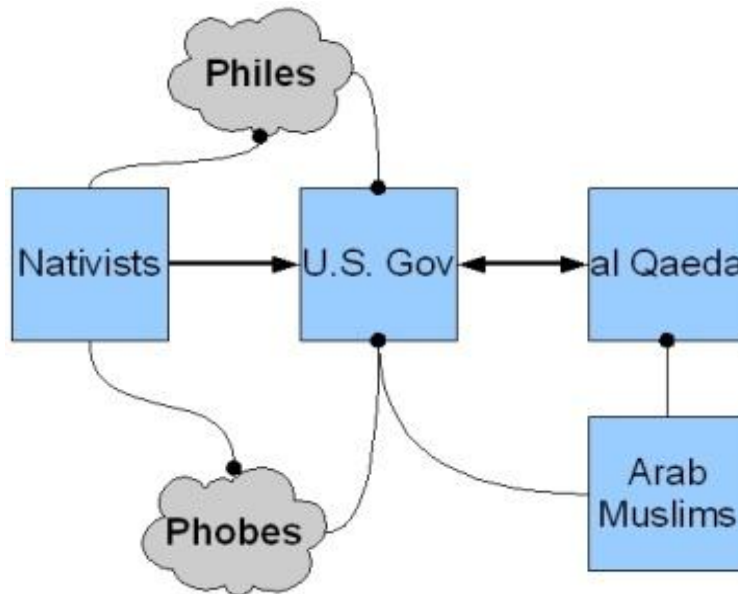 Philes
Nativists
U.S. Gov
al Qaeda
Arab
Muslims
Phobes